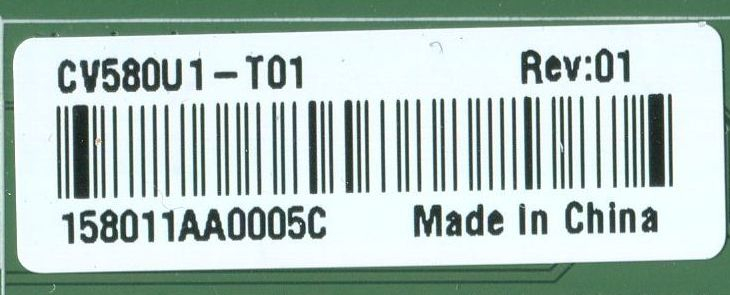 CV580U1-T01 Rev:01
158011AA0005C Made in China